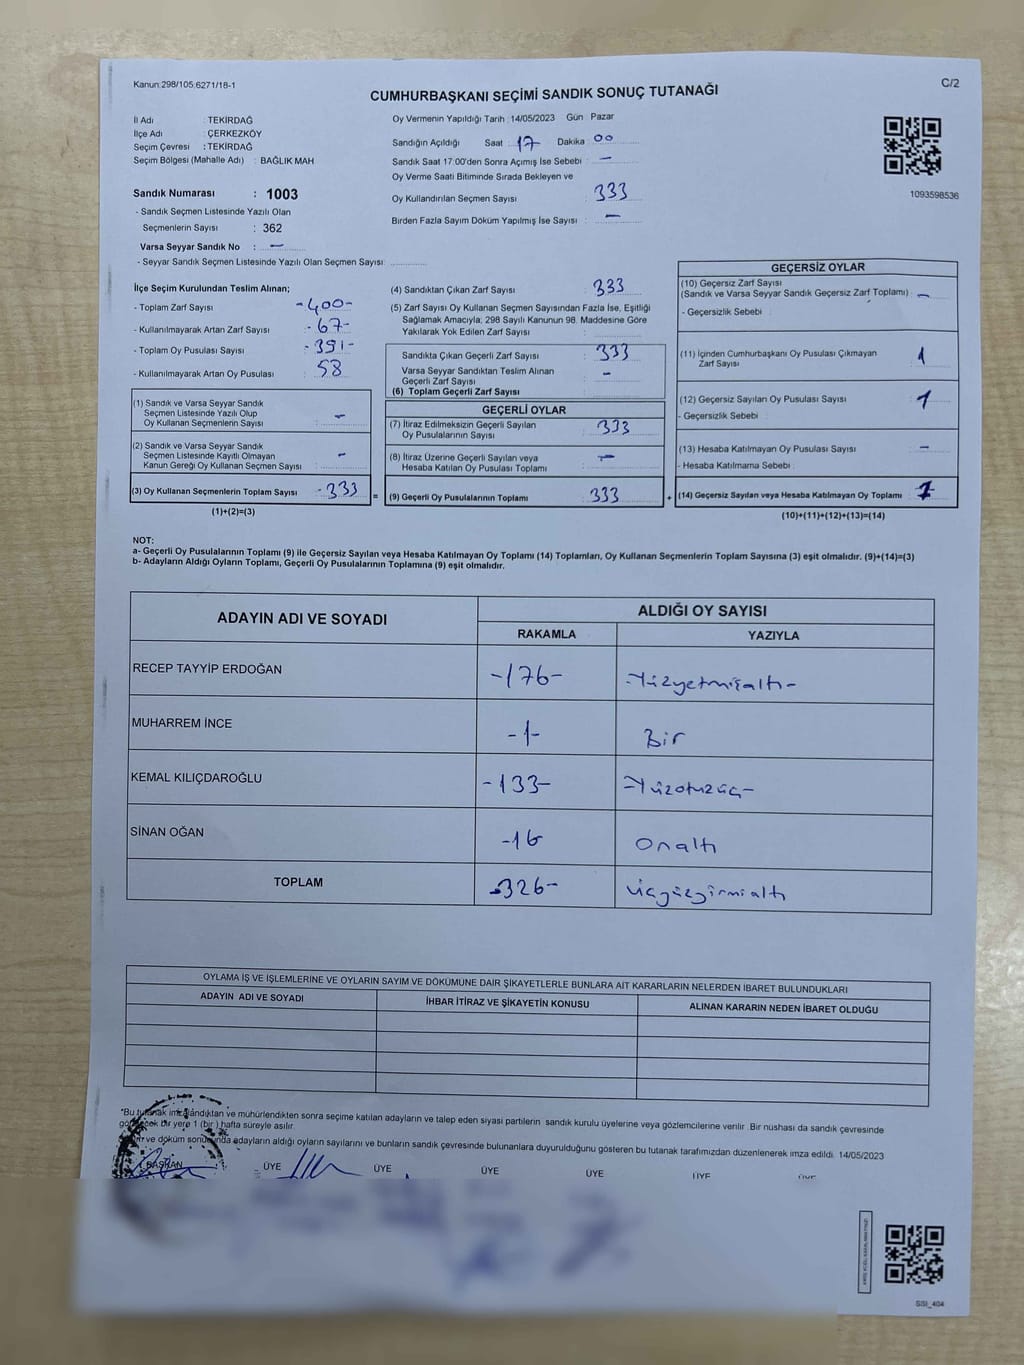 Kanun:298/105:6271/18-1
C/2
CUMHURBAŞKANI SEÇİMİ SANDIK SONUÇ TUTANAĞI
İl Adı : TEKİRDAĞ
İlçe Adı : ÇERKEZKÖY
Seçim Çevresi : TEKİRDAĞ
Seçim Bölgesi (Mahalle Adı) : BAĞLIK MAH
Sandık Numarası : 1003
- Sandık Seçmen Listesinde Yazılı Olan
Seçmenlerin Sayısı : 362
Varsa Seyyar Sandık No : -
- Seyyar Sandık Seçmen Listesinde Yazılı Olan Seçmen Sayısı:
Oy Vermenin Yapıldığı Tarih : 14/05/2023 Gün : Pazar
Sandığın Açıldığı Saat : 17 Dakika : 00
Sandık Saat 17:00'den Sonra Açımış İse Sebebi : -
Oy Verme Saati Bitiminde Sırada Bekleyen ve
Oy Kullandırılan Seçmen Sayısı : 333
Birden Fazla Sayım Döküm Yapılmış İse Sayısı : -
1093598536
İlçe Seçim Kurulundan Teslim Alınan;
- Toplam Zarf Sayısı : -400-
- Kullanılmayarak Artan Zarf Sayısı : -67-
- Toplam Oy Pusulası Sayısı : -391-
- Kullanılmayarak Artan Oy Pusulası : 58
(1) Sandık ve Varsa Seyyar Sandık
Seçmen Listesinde Yazılı Olup
Oy Kullanan Seçmenlerin Sayısı : -
(2) Sandık ve Varsa Seyyar Sandık
Seçmen Listesinde Kayıtlı Olmayan
Kanun Gereği Oy Kullanan Seçmen Sayısı : -
(3) Oy Kullanan Seçmenlerin Toplam Sayısı : -333
(1)+(2)=(3)
(4) Sandıktan Çıkan Zarf Sayısı : 333
(5) Zarf Sayısı Oy Kullanan Seçmen Sayısından Fazla İse, Eşitliği
Sağlamak Amacıyla; 298 Sayılı Kanunun 98. Maddesine Göre
Yakılarak Yok Edilen Zarf Sayısı :
Sandıkta Çıkan Geçerli Zarf Sayısı : 333
Varsa Seyyar Sandıktan Teslim Alınan
Geçerli Zarf Sayısı : -
(6) Toplam Geçerli Zarf Sayısı :
GEÇERLİ OYLAR
(7) İtiraz Edilmeksizin Geçerli Sayılan
Oy Pusulalarının Sayısı : 333
(8) İtiraz Üzerine Geçerli Sayılan veya
Hesaba Katılan Oy Pusulası Toplamı : -
= (9) Geçerli Oy Pusulalarının Toplamı : 333
GEÇERSİZ OYLAR
(10) Geçersiz Zarf Sayısı
(Sandık ve Varsa Seyyar Sandık Geçersiz Zarf Toplamı) : -
- Geçersizlik Sebebi :
(11) İçinden Cumhurbaşkanı Oy Pusulası Çıkmayan
Zarf Sayısı : 1
(12) Geçersiz Sayılan Oy Pusulası Sayısı :
- Geçersizlik Sebebi :
(13) Hesaba Katılmayan Oy Pusulası Sayısı : -
- Hesaba Katılmama Sebebi :
+ (14) Geçersiz Sayılan veya Hesaba Katılmayan Oy Toplamı : 7
(10)+(11)+(12)+(13)=(14)
NOT:
a- Geçerli Oy Pusulalarının Toplamı (9) ile Geçersiz Sayılan veya Hesaba Katılmayan Oy Toplamı (14) Toplamları, Oy Kullanan Seçmenlerin Toplam Sayısına (3) eşit olmalıdır. (9)+(14)=(3)
b- Adayların Aldığı Oyların Toplamı, Geçerli Oy Pusulalarının Toplamına (9) eşit olmalıdır.
ADAYIN ADI VE SOYADI ALDIĞI OY SAYISI
RAKAMLA YAZIYLA
RECEP TAYYİP ERDOĞAN -176- -Yüzyetmişaltı-
MUHARREM İNCE -1- Bir
KEMAL KILIÇDAROĞLU -133- -Yüzotuzüç-
SİNAN OĞAN -16 Onaltı
TOPLAM -326- üçyüzyirmialtı
OYLAMA İŞ VE İŞLEMLERİNE VE OYLARIN SAYIM VE DÖKÜMÜNE DAİR ŞİKAYETLERLE BUNLARA AİT KARARLARIN NELERDEN İBARET BULUNDUKLARI
ADAYIN ADI VE SOYADI İHBAR İTİRAZ VE ŞİKAYETİN KONUSU ALINAN KARARIN NEDEN İBARET OLDUĞU
*Bu tutanak imzalandıktan ve mühürlendikten sonra seçime katılan adayların ve talep eden siyasi partilerin sandık kurulu üyelerine veya gözlemcilerine verilir. Bir nüshası da sandık çevresinde
bir yere 1 (bir) hafta süreyle asılır.
ve döküm sonucunda adayların aldığı oyların sayılarını ve bunların sandık çevresinde bulunanlara duyurulduğunu gösteren bu tutanak tarafımızdan düzenlenerek imza edildi. 14/05/2023
BAŞKAN ÜYE ÜYE ÜYE ÜYE ÜYE ÜYE
SSI_404